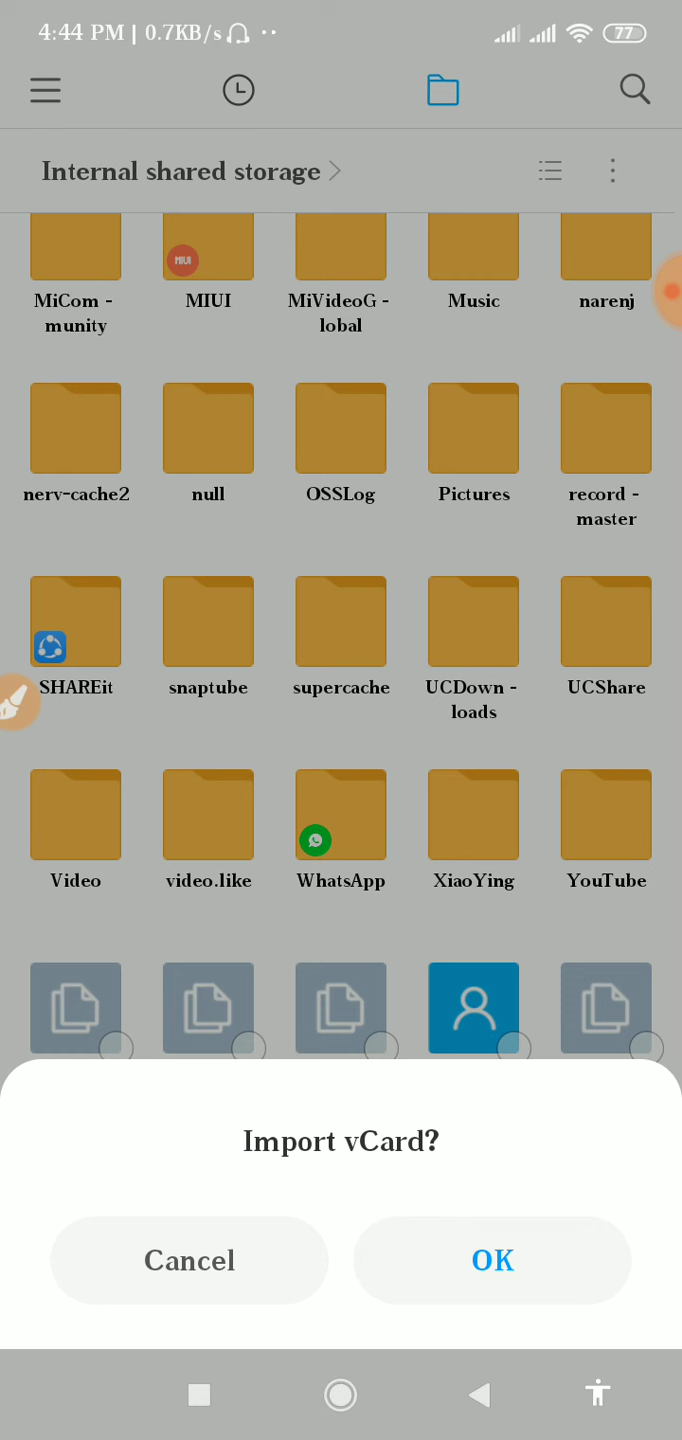 4:44 PM | 0.7KB/s
77
Internal shared storage
MiCom - MIUI MiVideoG - Music narenj
munity lobal
MIUI
nerv-cache2 null OSSLog Pictures record -
master
SHAREit snaptube supercache UCDown - UCShare
loads
Video video.like WhatsApp XiaoYing YouTube
Import vCard?
Cancel OK